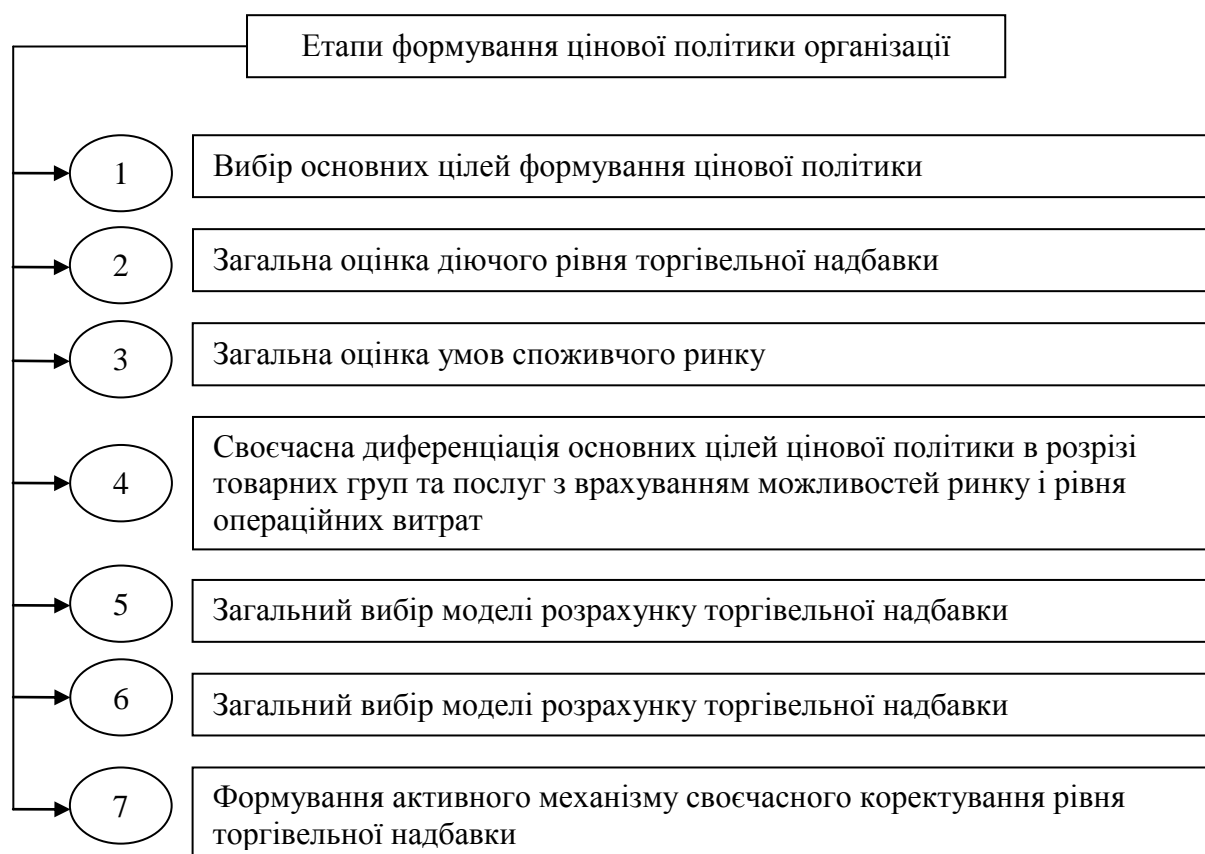 Етапи формування цінової політики організації
1
Вибір основних цілей формування цінової політики
2
Загальна оцінка діючого рівня торгівельної надбавки
3
Загальна оцінка умов споживчого ринку
4
Своєчасна диференціація основних цілей цінової політики в розрізі
товарних груп та послуг з врахуванням можливостей ринку і рівня
операційних витрат
5
Загальний вибір моделі розрахунку торгівельної надбавки
6
Загальний вибір моделі розрахунку торгівельної надбавки
7
Формування активного механізму своєчасного коректування рівня
торгівельної надбавки